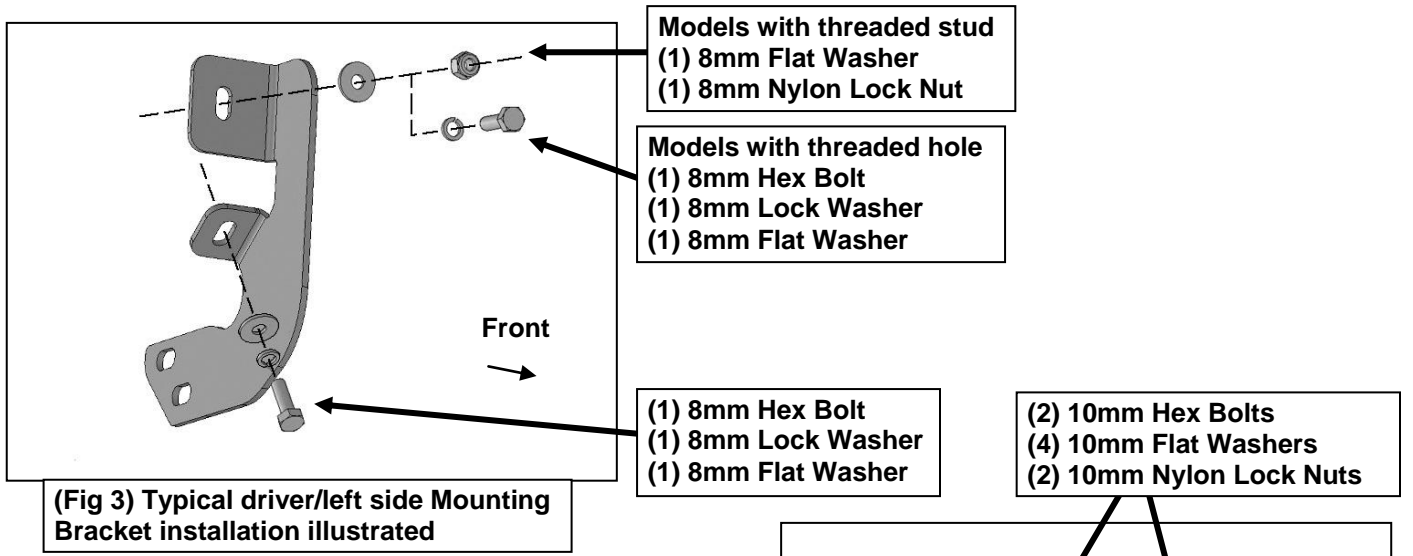 Models with threaded stud
(1) 8mm Flat Washer
(1) 8mm Nylon Lock Nut
Models with threaded hole
(1) 8mm Hex Bolt
(1) 8mm Lock Washer
(1) 8mm Flat Washer
Front
(1) 8mm Hex Bolt
(1) 8mm Lock Washer
(1) 8mm Flat Washer
(2) 10mm Hex Bolts
(4) 10mm Flat Washers
(2) 10mm Nylon Lock Nuts
(Fig 3) Typical driver/left side Mounting
Bracket installation illustrated